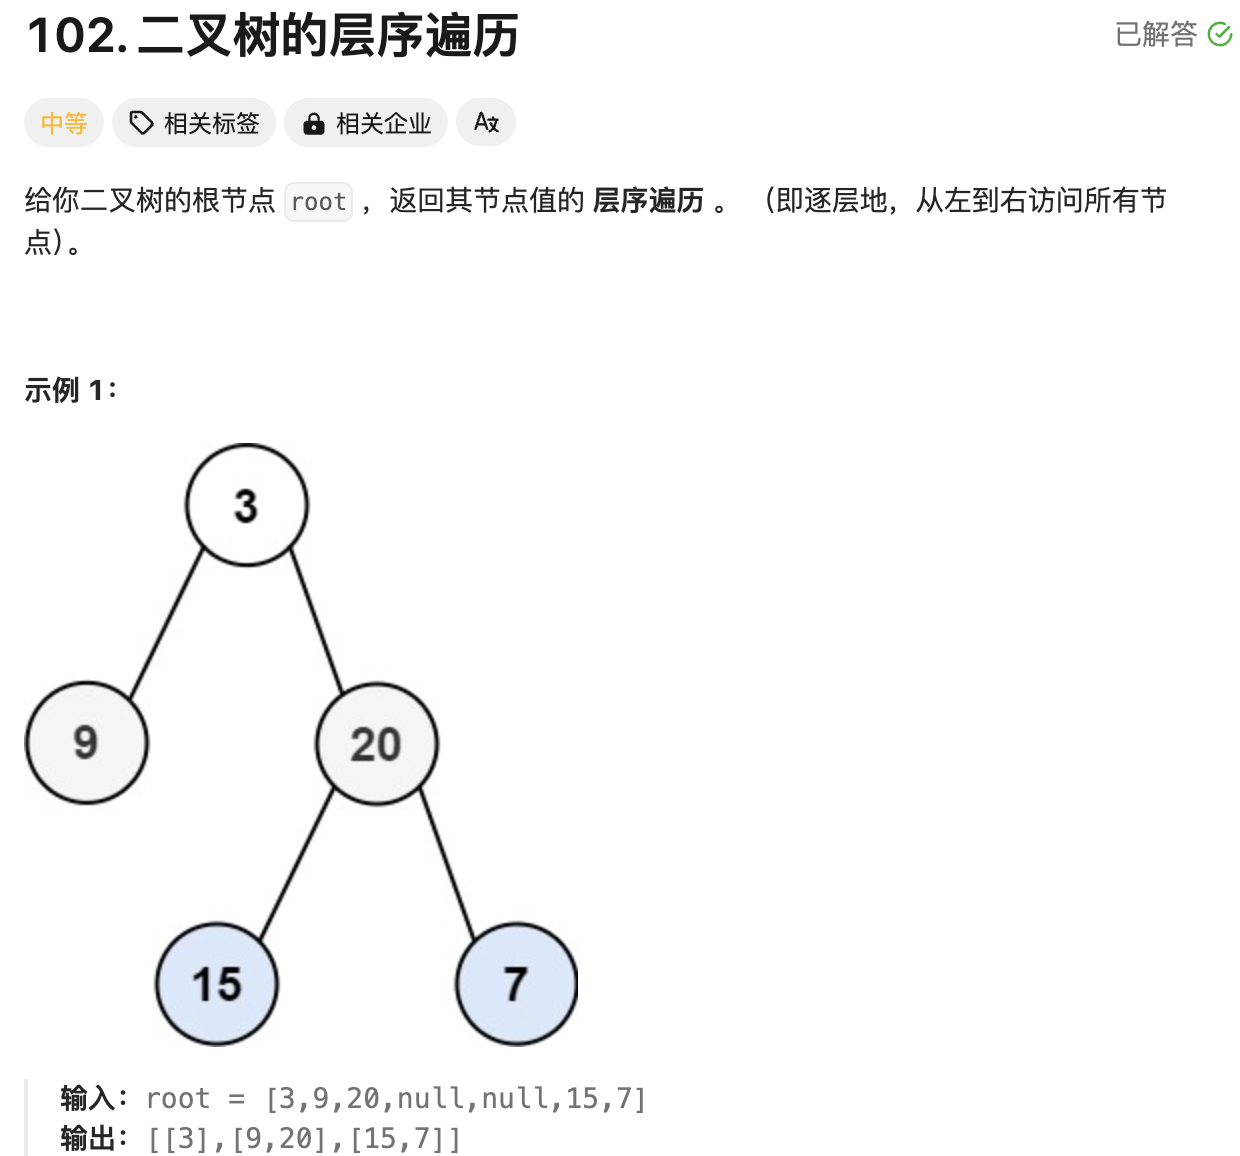 102. 二叉树的层序遍历
已解答
中等 相关标签 相关企业 A文
给你二叉树的根节点 root ，返回其节点值的 层序遍历 。 （即逐层地，从左到右访问所有节
点）。
示例 1：
3
9
20
15
7
输入：root = [3,9,20,null,null,15,7]
输出：[[3],[9,20],[15,7]]